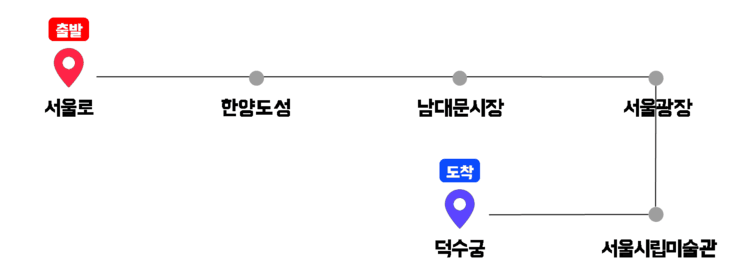 출발
서울로
한양도성
남대문시장
서울광장
도착
덕수궁
서울시립미술관